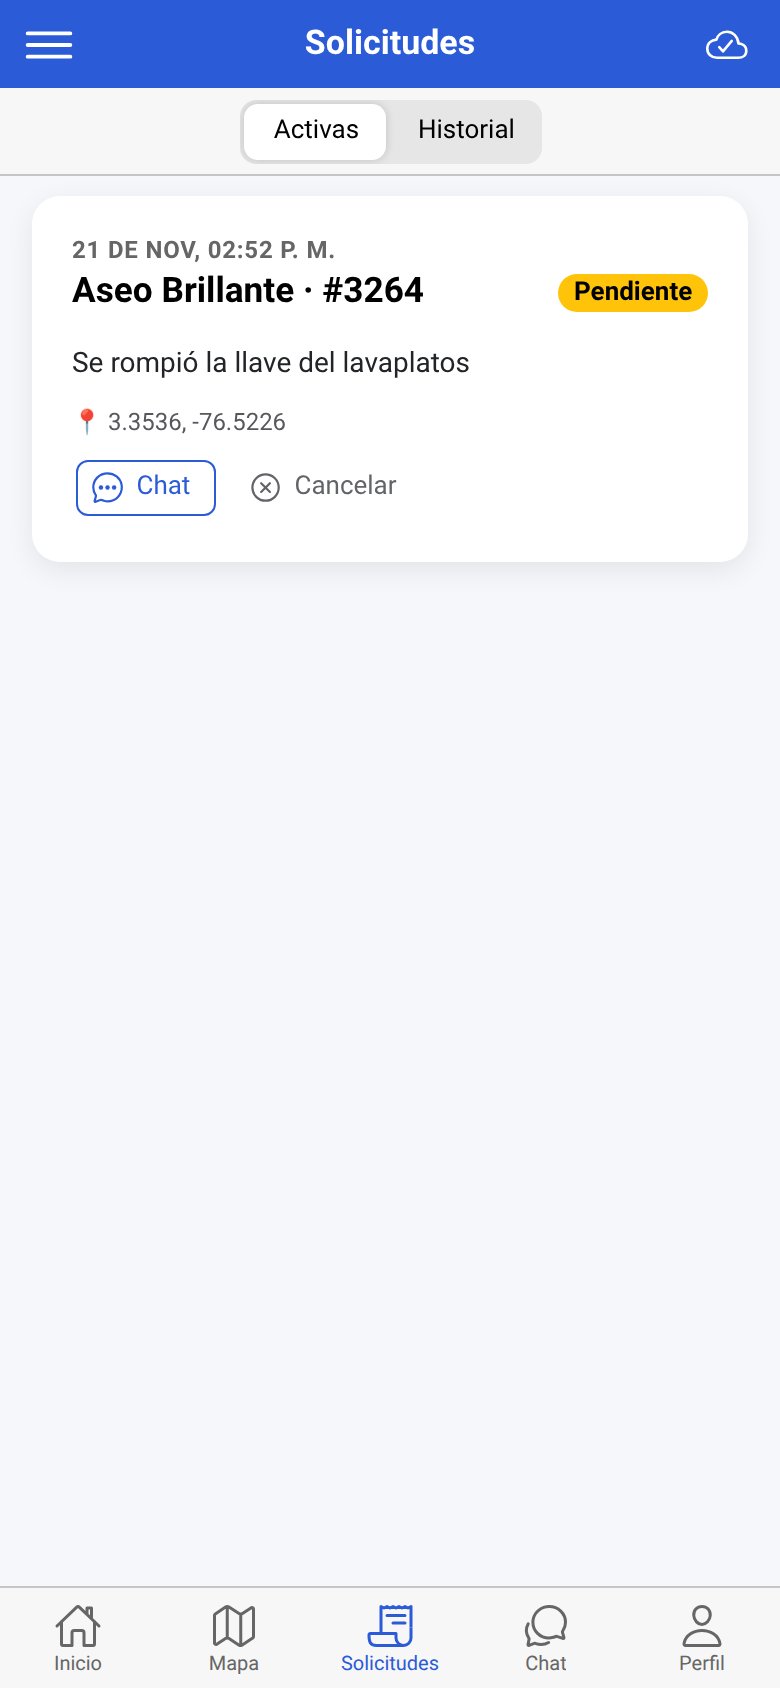 Solicitudes
Activas Historial
21 DE NOV, 02:52 P. M.
Aseo Brillante · #3264 Pendiente
Se rompió la llave del lavaplatos
📍 3.3536, -76.5226
Chat Cancelar
Inicio Mapa Solicitudes Chat Perfil